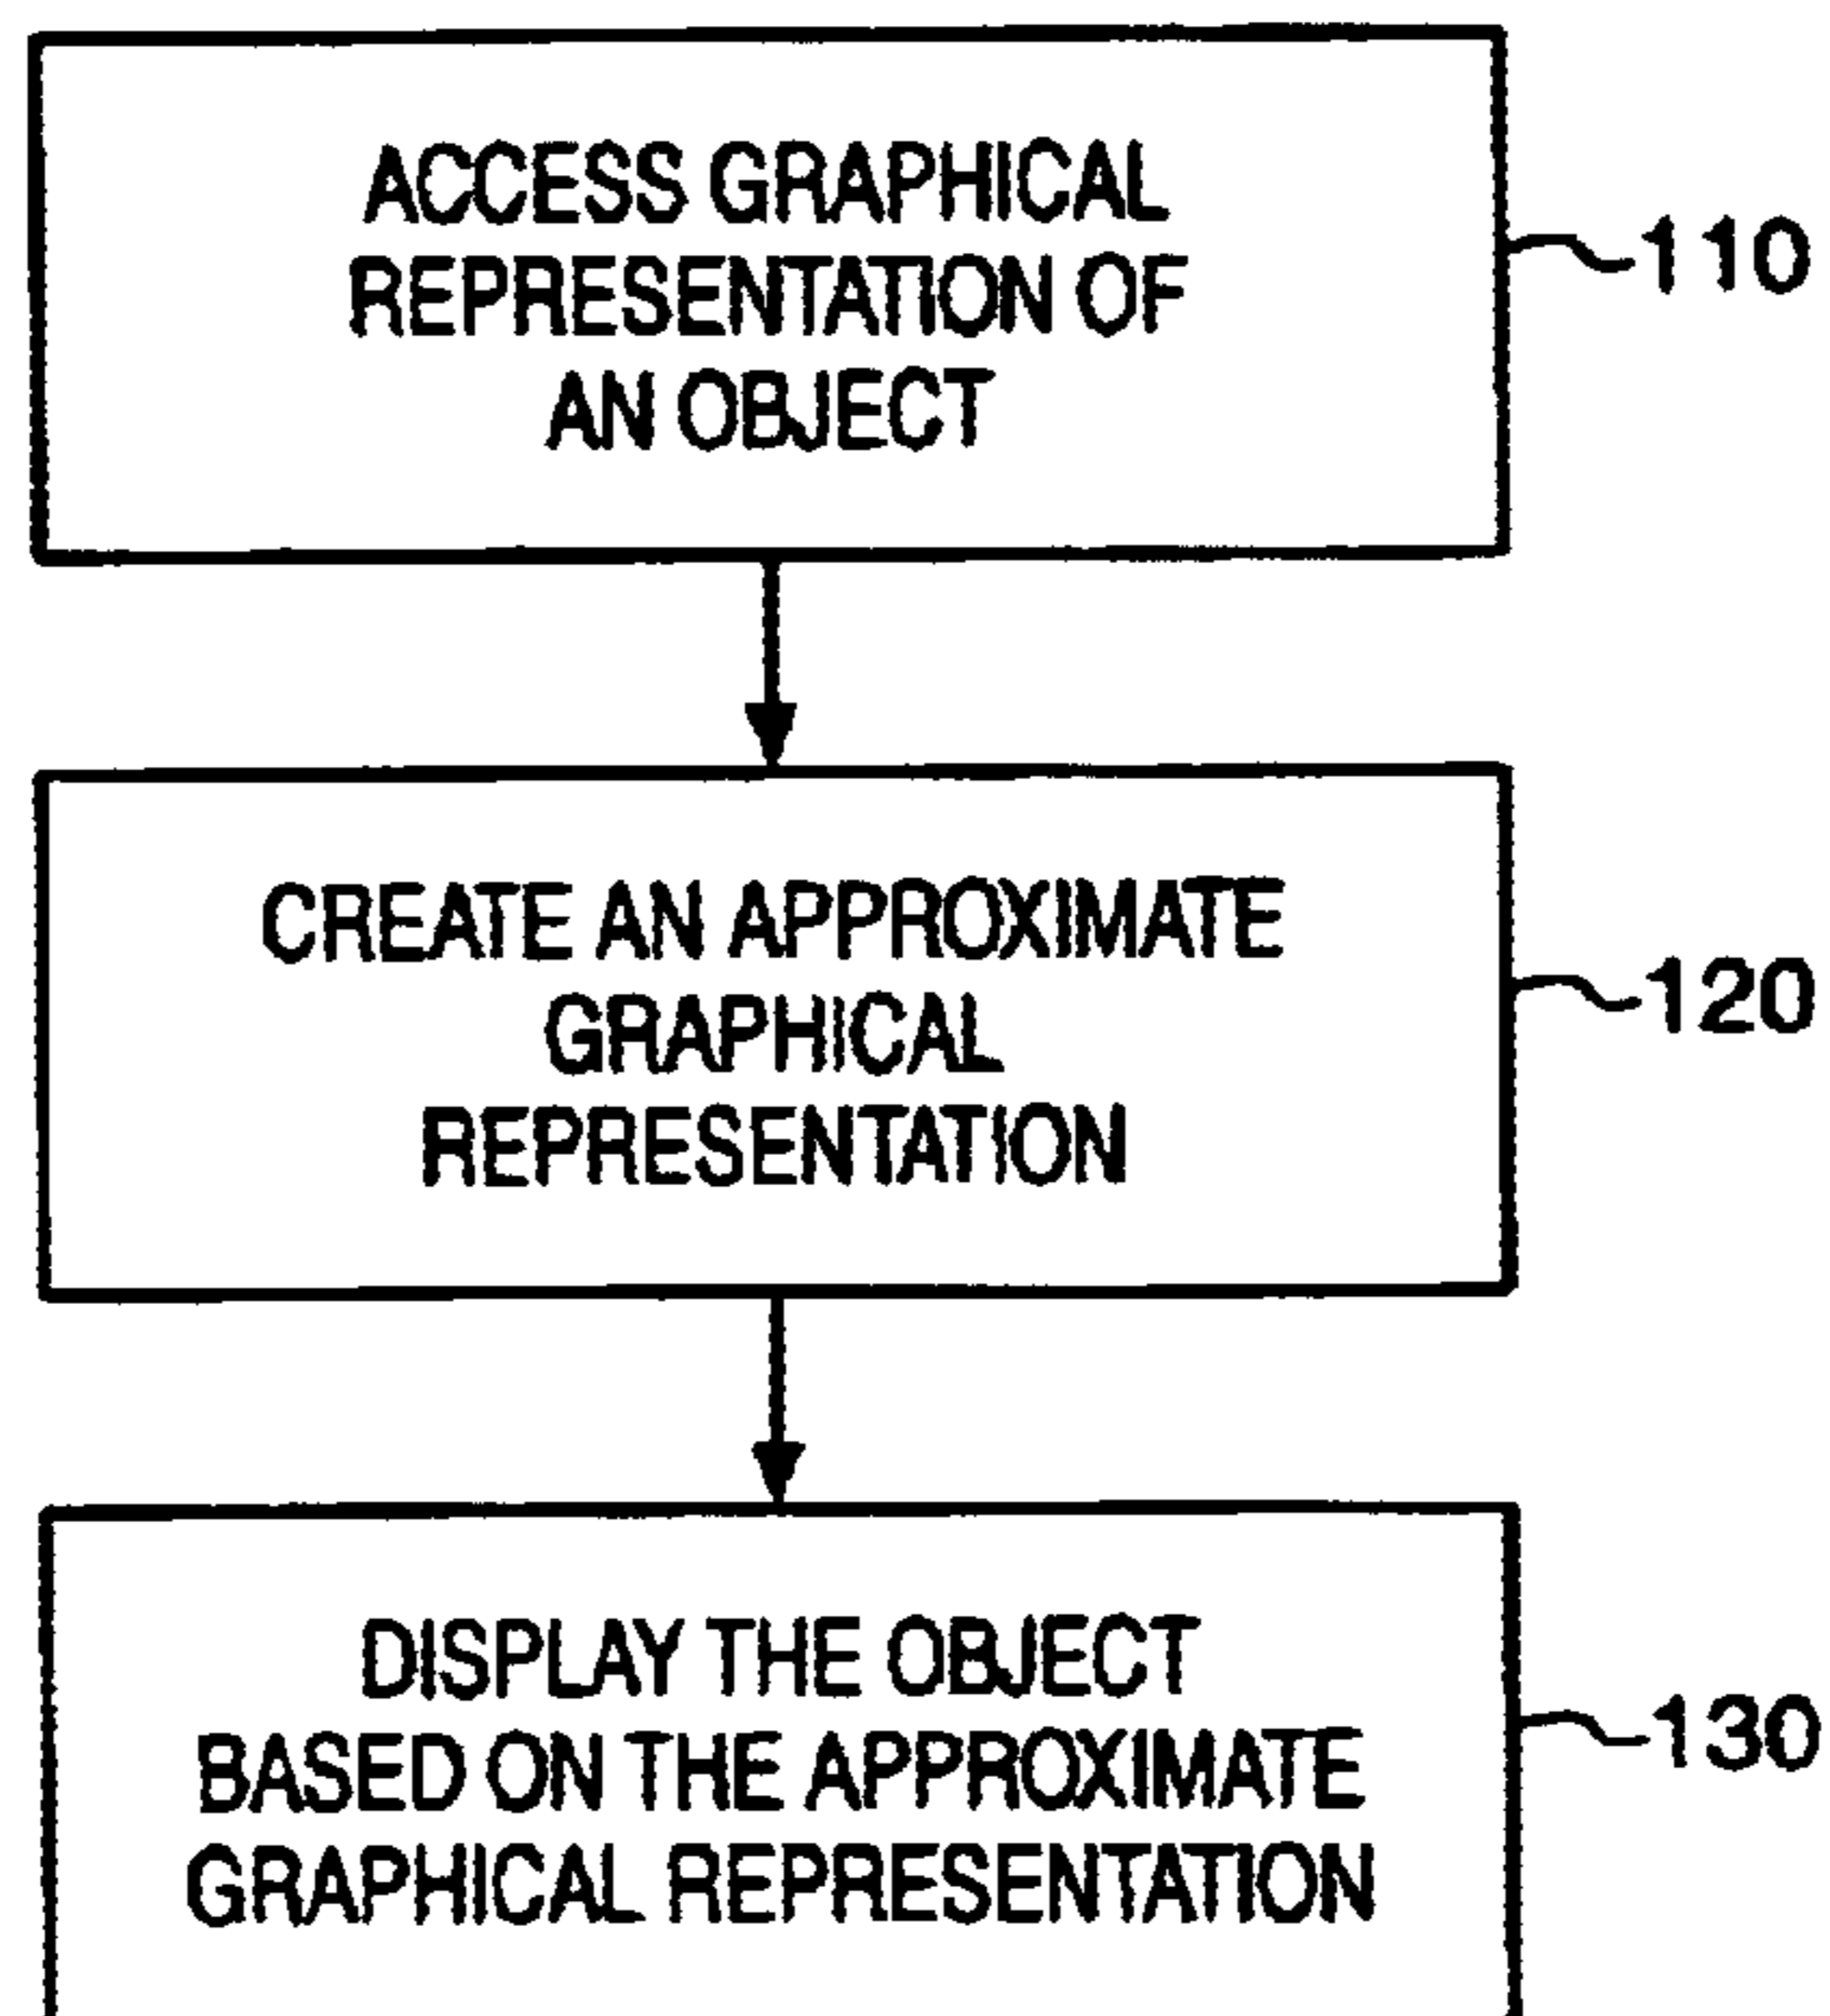 ACCESS GRAPHICAL
REPRESENTATION OF
AN OBJECT
110
CREATE AN APPROXIMATE
GRAPHICAL
REPRESENTATION
120
DISPLAY THE OBJECT
BASED ON THE APPROXIMATE
GRAPHICAL REPRESENTATION
130